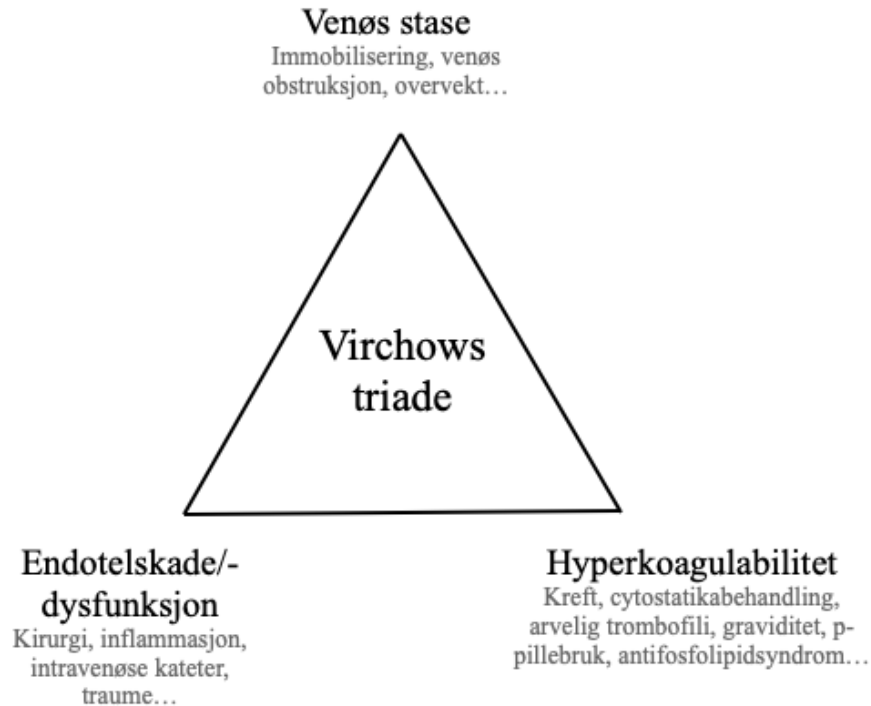 Venøs stase
Immobilisering, venøs
obstruksjon, overvekt…
Virchows
triade
Endotelskade/-
dysfunksjon
Kirurgi, inflammasjon,
intravenøse kateter,
traume…
Hyperkoagulabilitet
Kreft, cytostatikabehandling,
arvelig trombofili, graviditet, p-
pillebruk, antifosfolipidsyndrom…